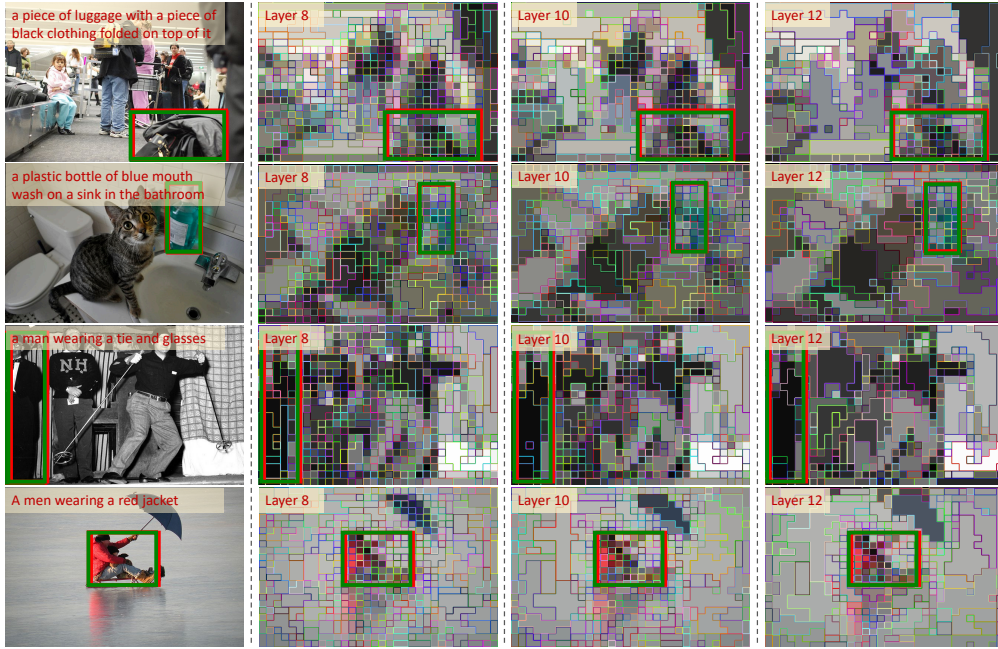 a piece of luggage with a piece of
black clothing folded on top of it
Layer 8
Layer 10
Layer 12
a plastic bottle of blue mouth
wash on a sink in the bathroom
Layer 8
Layer 10
Layer 12
a man wearing a tie and glasses
NH
Layer 8
Layer 10
Layer 12
A men wearing a red jacket
Layer 8
Layer 10
Layer 12